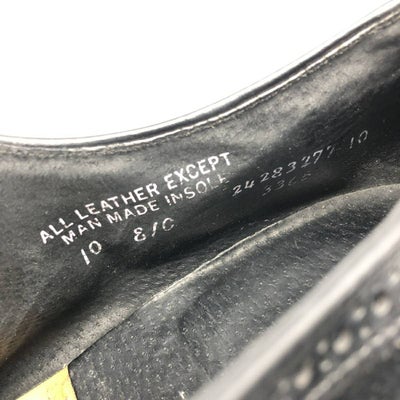 ALL LEATHER EXCEPT
MAN MADE INSOLE
10 E/C
24283277 10